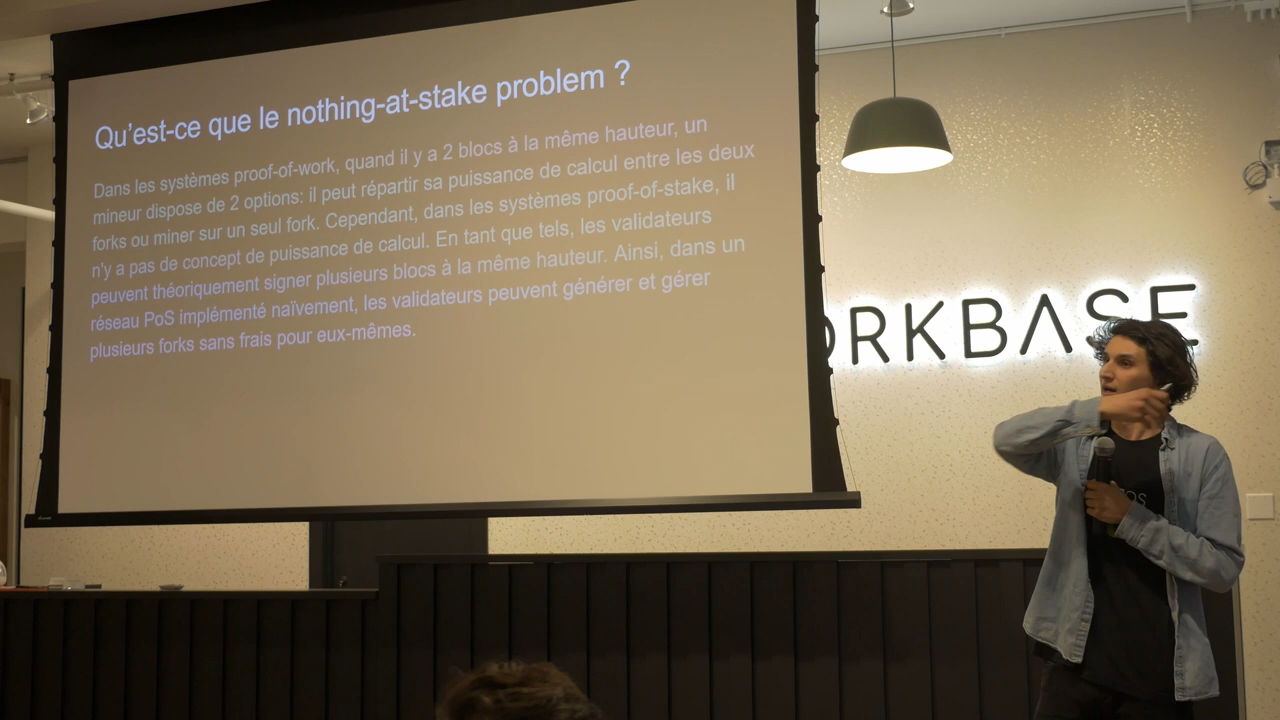 Qu’est-ce que le nothing-at-stake problem ?
Dans les systèmes proof-of-work, quand il y a 2 blocs à la même hauteur, un
mineur dispose de 2 options: il peut répartir sa puissance de calcul entre les deux
forks ou miner sur un seul fork. Cependant, dans les systèmes proof-of-stake, il
n'y a pas de concept de puissance de calcul. En tant que tels, les validateurs
peuvent théoriquement signer plusieurs blocs à la même hauteur. Ainsi, dans un
réseau PoS implémenté naïvement, les validateurs peuvent générer et gérer
plusieurs forks sans frais pour eux-mêmes.
ORKBASE